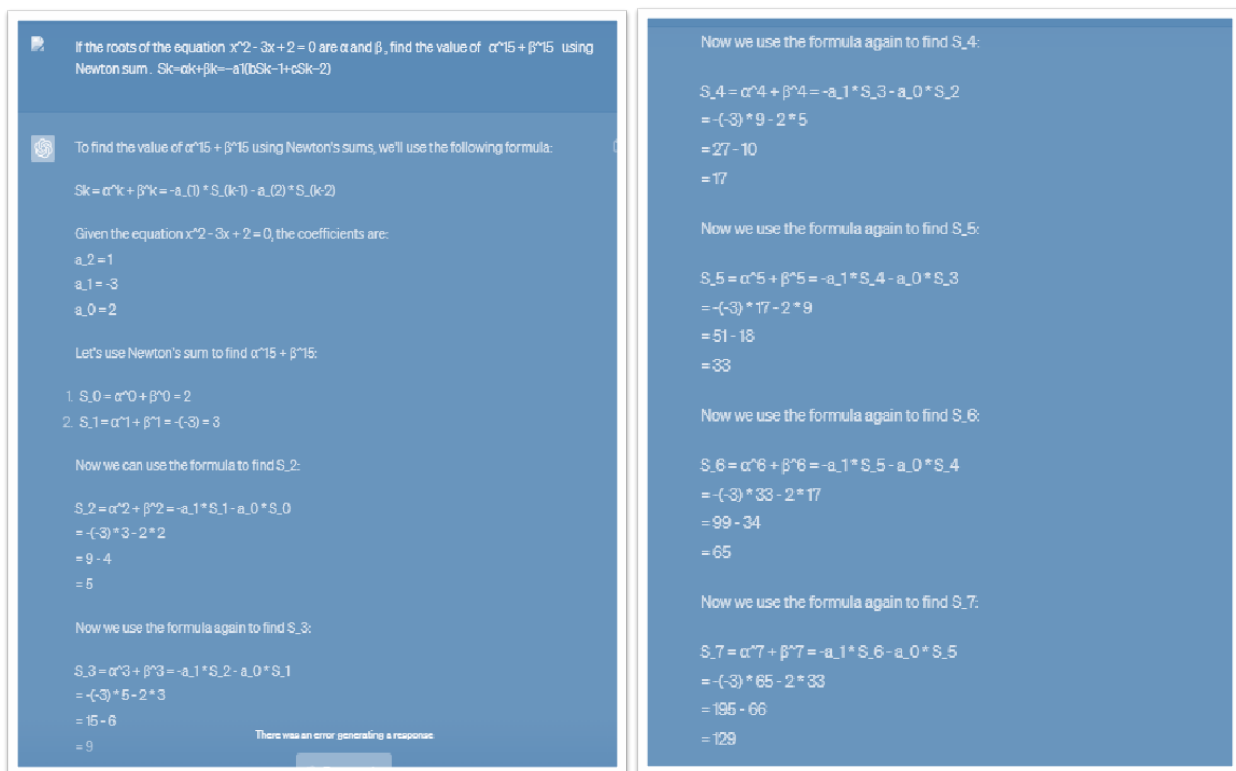 If the roots of the equation x^2 - 3x + 2 = 0 are α and β, find the value of α^15 + β^15 using
Newton sum. Sk=αk+βk=−a1(bSk−1+cSk−2)
To find the value of α^15 + β^15 using Newton's sums, we'll use the following formula:
Sk = α^k + β^k = -a_(1) * S_(k-1) - a_(2) * S_(k-2)
Given the equation x^2 - 3x + 2 = 0, the coefficients are:
a_2 = 1
a_1 = -3
a_0 = 2
Let's use Newton's sum to find α^15 + β^15:
1. S_0 = α^0 + β^0 = 2
2. S_1 = α^1 + β^1 = -(-3) = 3
Now we can use the formula to find S_2:
S_2 = α^2 + β^2 = -a_1 * S_1 - a_0 * S_0
= -(-3) * 3 - 2 * 2
= 9 - 4
= 5
Now we use the formula again to find S_3:
S_3 = α^3 + β^3 = -a_1 * S_2 - a_0 * S_1
= -(-3) * 5 - 2 * 3
= 15 - 6
There was an error generating a response
= 9
Now we use the formula again to find S_4:
S_4 = α^4 + β^4 = -a_1 * S_3 - a_0 * S_2
= -(-3) * 9 - 2 * 5
= 27 - 10
= 17
Now we use the formula again to find S_5:
S_5 = α^5 + β^5 = -a_1 * S_4 - a_0 * S_3
= -(-3) * 17 - 2 * 9
= 51 - 18
= 33
Now we use the formula again to find S_6:
S_6 = α^6 + β^6 = -a_1 * S_5 - a_0 * S_4
= -(-3) * 33 - 2 * 17
= 99 - 34
= 65
Now we use the formula again to find S_7:
S_7 = α^7 + β^7 = -a_1 * S_6 - a_0 * S_5
= -(-3) * 65 - 2 * 33
= 195 - 66
= 129